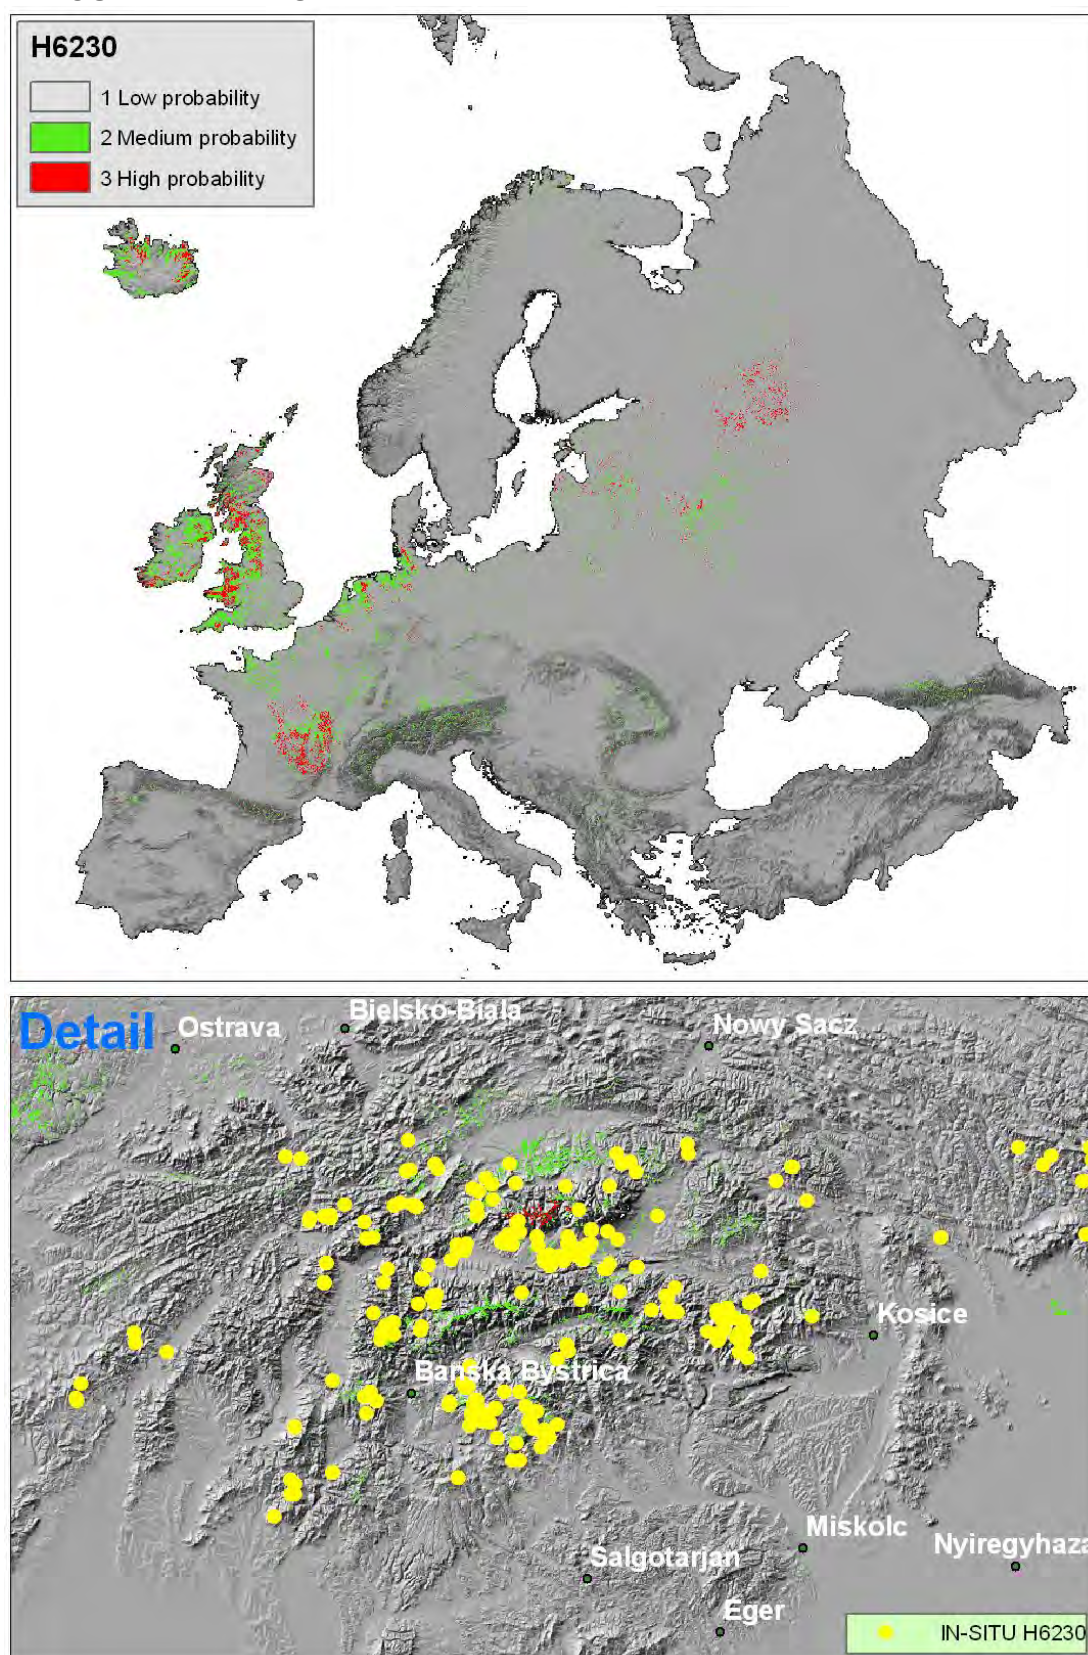 H6230
1 Low probability
2 Medium probability
3 High probability
Detail
Ostrava
Bielsko-Biala
Nowy Sacz
Kosice
Banska Bystrica
Miskolc
Nyiregyhaza
Salgotarjan
Eger
IN-SITU H6230